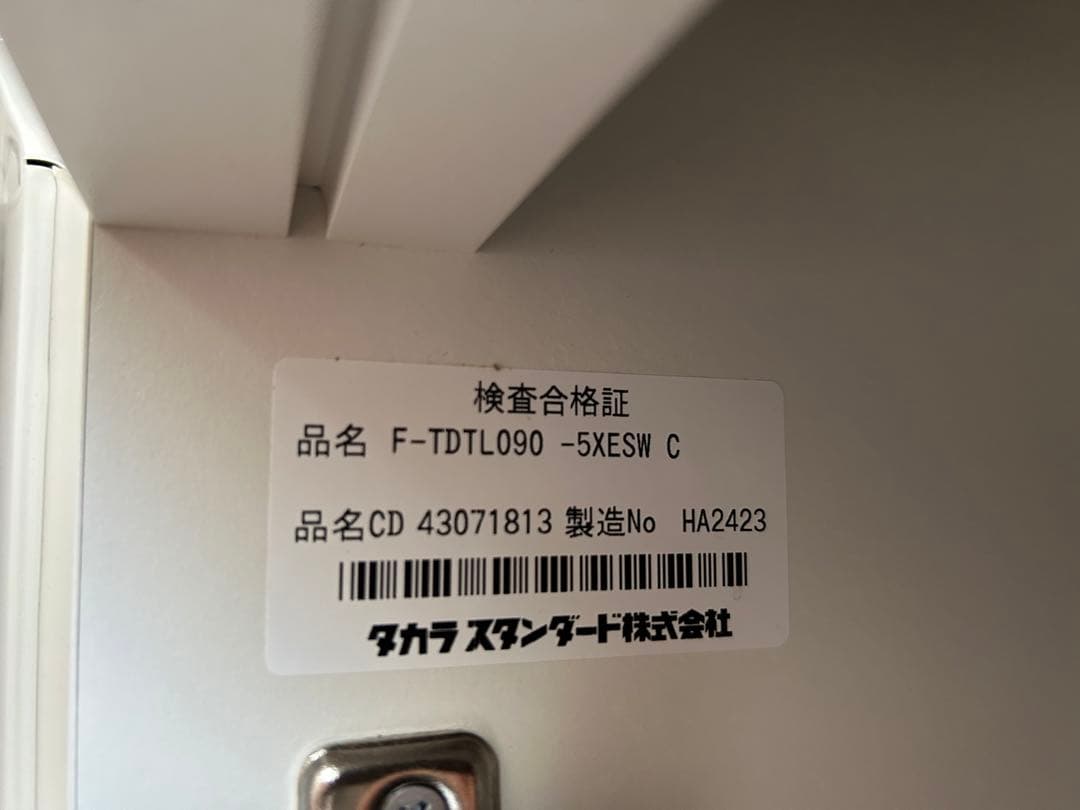 検査合格証
品名 F-TDTL090 -5XESW C
品名CD 43071813 製造No HA2423
タカラスタンダード株式会社